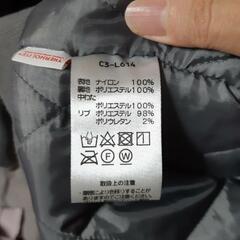 C3-L614
表地 ナイロン 100%
裏地 ポリエステル 100%
中わた
ポリエステル 100%
リブ ポリエステル 98%
ポリウレタン 2%
取扱上の注意
THERMOLITE